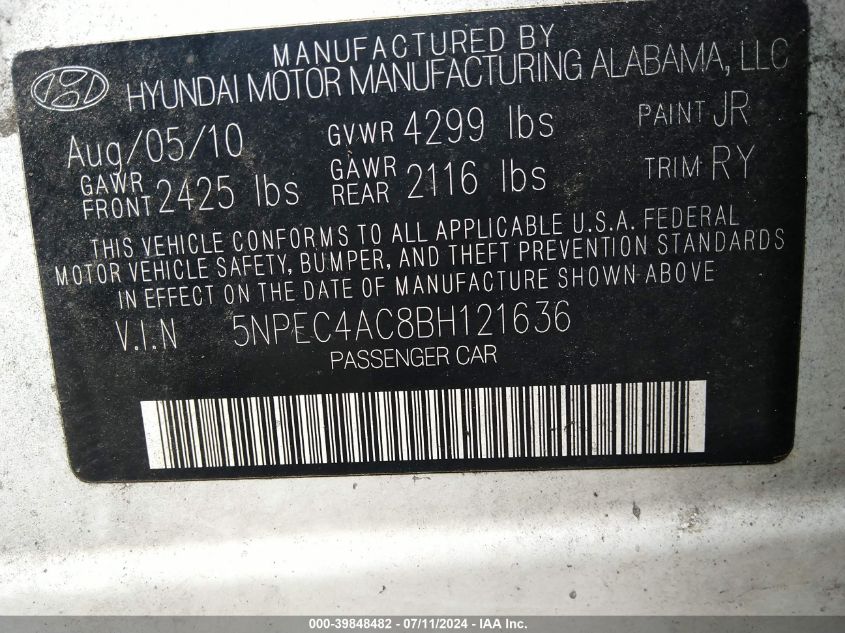 MANUFACTURED BY
HYUNDAI MOTOR MANUFACTURING ALABAMA, LLC
Aug/05/10 GVWR 4299 lbs PAINT JR
GAWR FRONT 2425 lbs GAWR REAR 2116 lbs TRIM RY
THIS VEHICLE CONFORMS TO ALL APPLICABLE U.S.A. FEDERAL
MOTOR VEHICLE SAFETY, BUMPER, AND THEFT PREVENTION STANDARDS
IN EFFECT ON THE DATE OF MANUFACTURE SHOWN ABOVE
V.I.N 5NPEC4AC8BH121636
PASSENGER CAR
000-39848482 - 07/11/2024 - IAA Inc.